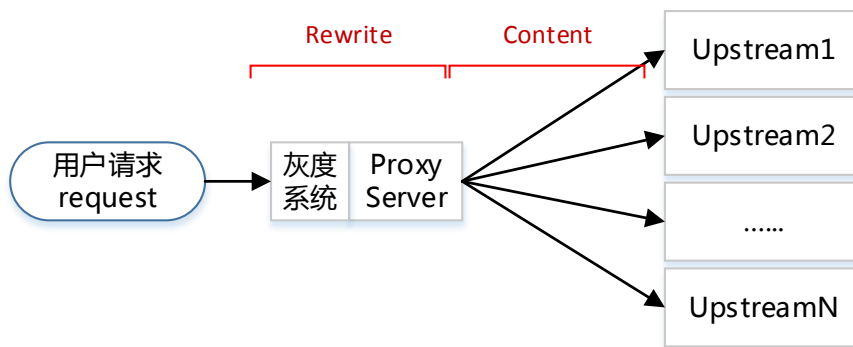 Rewrite
Content
用户请求
request
灰度
系统
Proxy
Server
Upstream1
Upstream2
……
UpstreamN